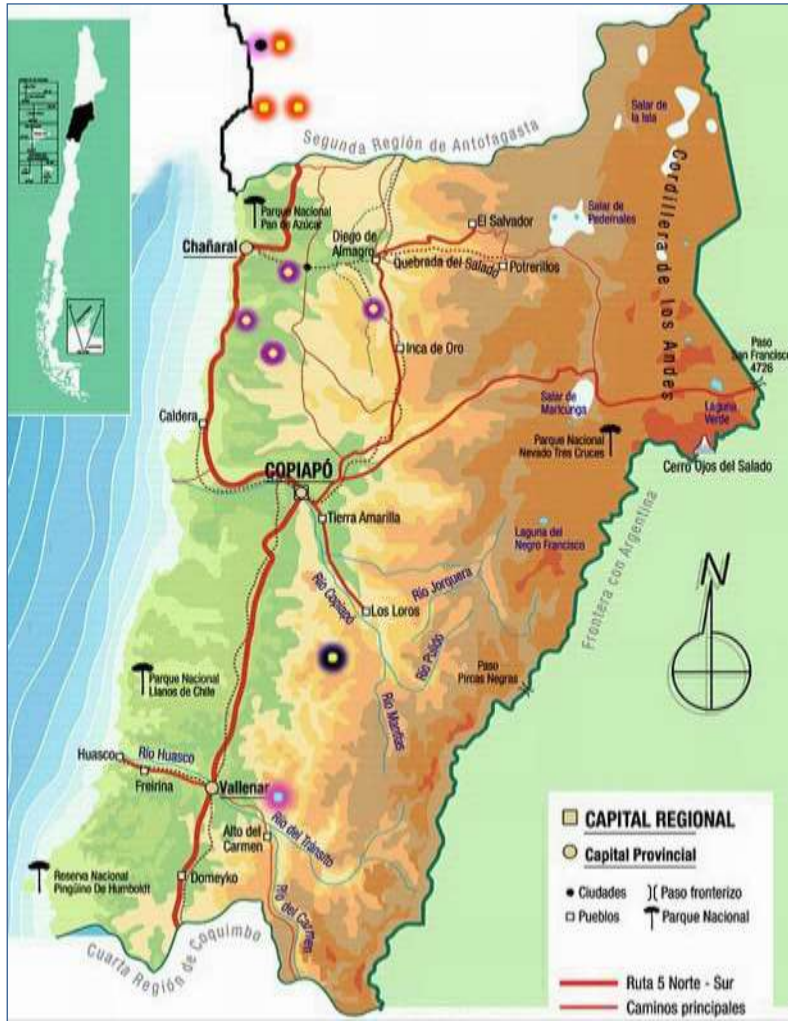 Segunda Región de Antofagasta
Salar de
la Isla
Cordillera de los Andes
Parque Nacional
Pan de Azúcar
El Salvador
Salar de
Pedernales
Chañaral
Diego de
Almagro
Quebrada del Salado
Potrerillos
Inca de Oro
Paso
San Francisco
4726
Caldera
Salar de
Maricunga
Laguna
Verde
Parque Nacional
Nevado Tres Cruces
Cerro Ojos del Salado
COPIAPÓ
Tierra Amarilla
Laguna del
Negro Francisco
Frontera con Argentina
N
Río Copiapó
Río Jorquera
Los Loros
Río Pulido
Paso
Pircas Negras
Parque Nacional
Llanos de Chile
Río Manflas
Huasco
Río Huasco
Freirina
Vallenar
Alto del
Carmen
Río del Tránsito
Reserva Nacional
Pingüino De Humboldt
Domeyko
Río del Carmen
Cuarta Región de Coquimbo
CAPITAL REGIONAL
Capital Provincial
Ciudades
Paso fronterizo
Pueblos
Parque Nacional
Ruta 5 Norte - Sur
Caminos principales